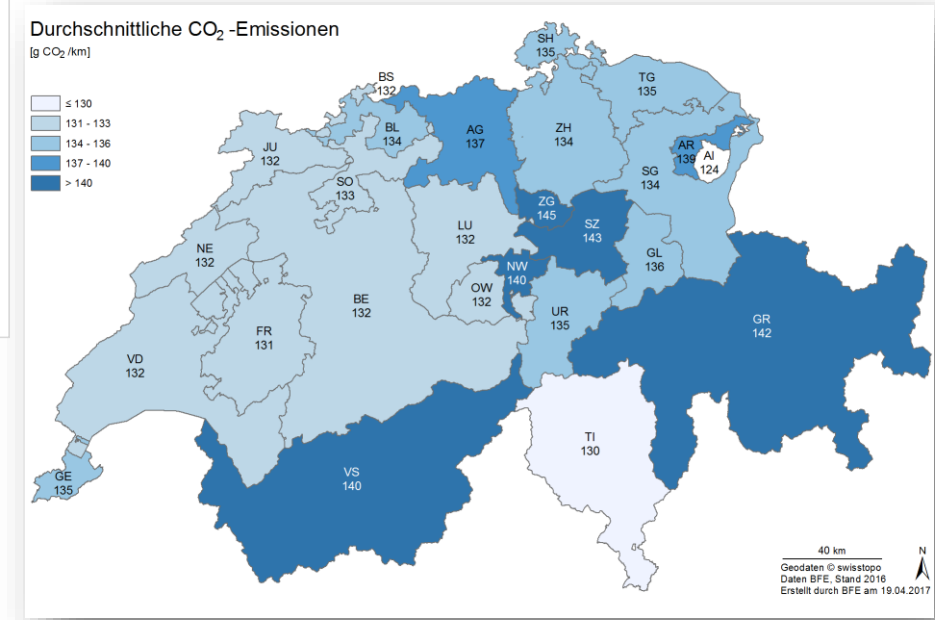 Durchschnittliche CO₂ -Emissionen
[g CO₂ /km]
≤ 130
131 - 133
134 - 136
137 - 140
> 140
SH
135
BS
132
TG
135
BL
134
AG
137
ZH
134
JU
132
AR
139
AI
124
SO
133
SG
134
ZG
145
SZ
143
LU
132
NE
132
GL
136
NW
140
OW
132
BE
132
UR
135
FR
131
GR
142
VD
132
TI
130
VS
140
GE
135
40 km
N
Geodaten © swisstopo
Daten BFE, Stand 2016
Erstellt durch BFE am 19.04.2017